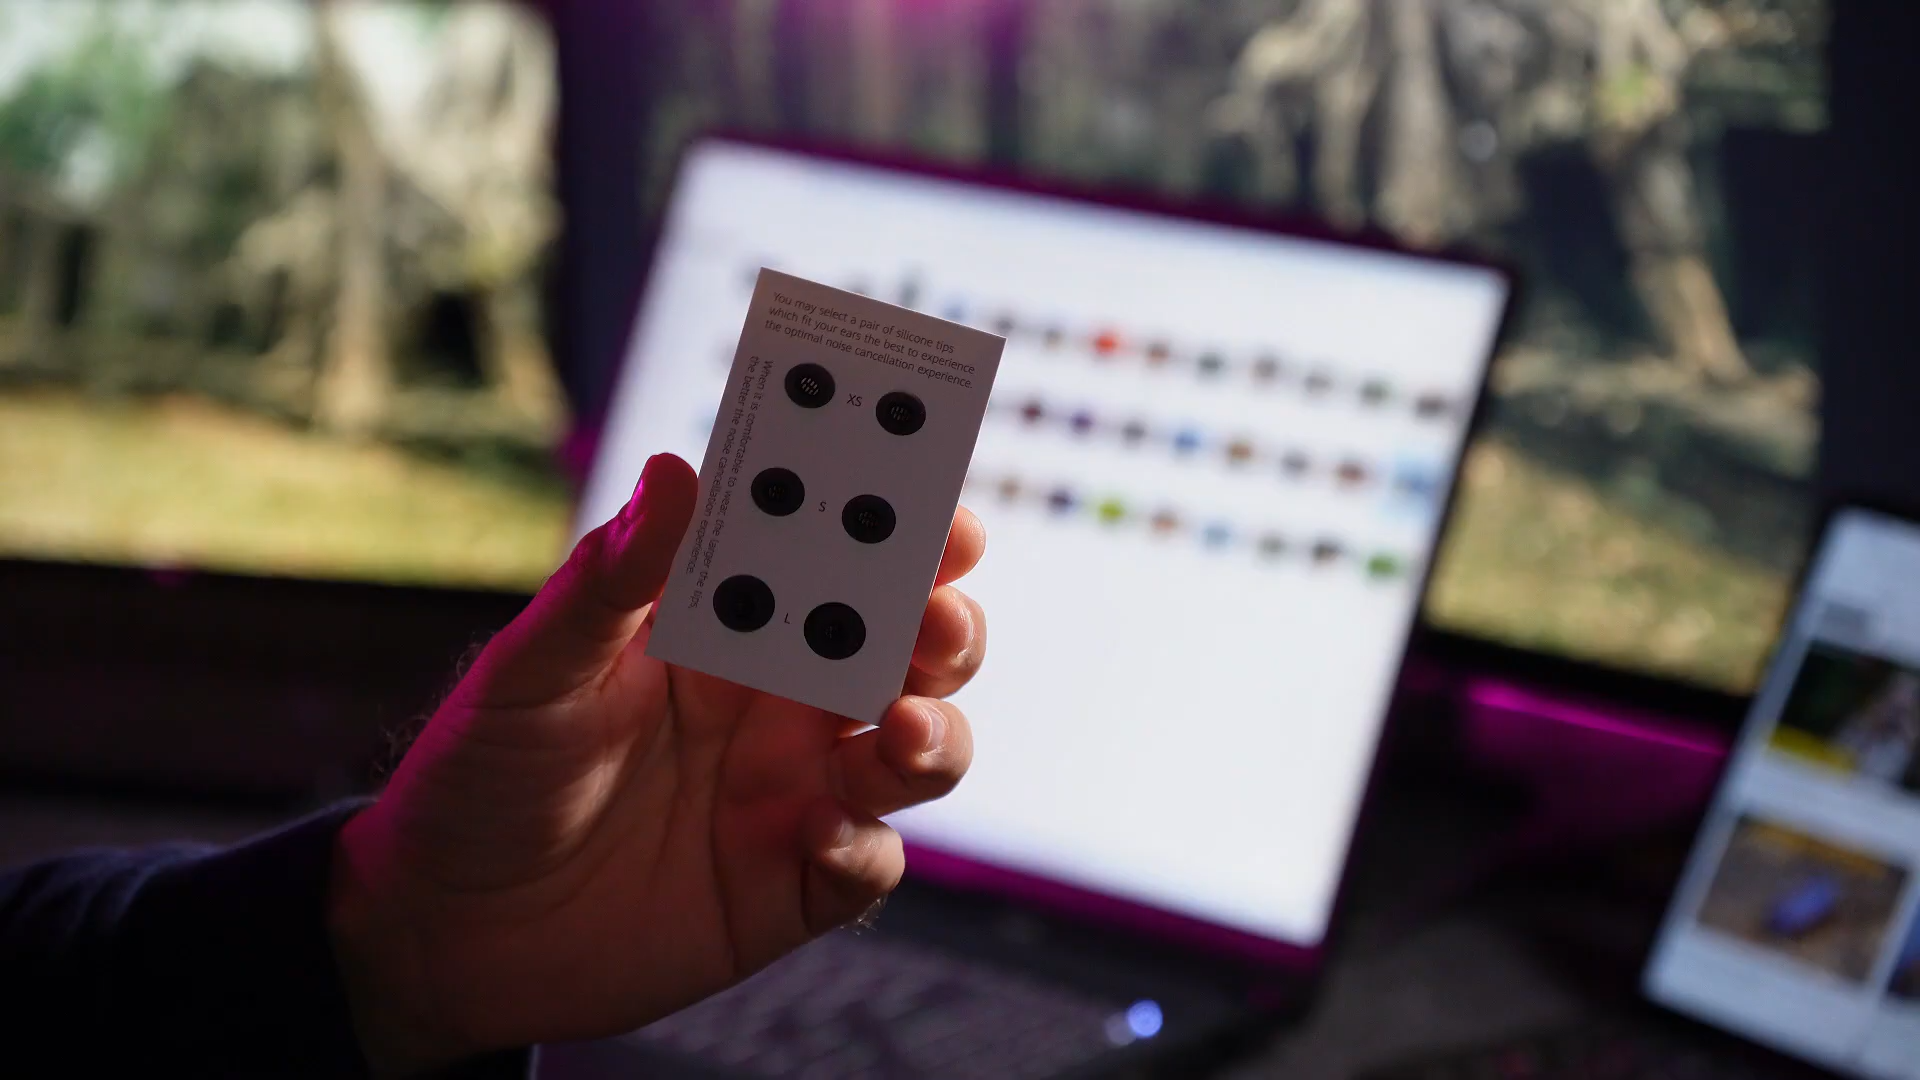 You may select a pair of silicone tips
which fit your ears the best to experience
the optimal noise cancellation experience.
When it is comfortable to wear, the larger the tips,
the better the noise cancellation experience.
XS
S
L